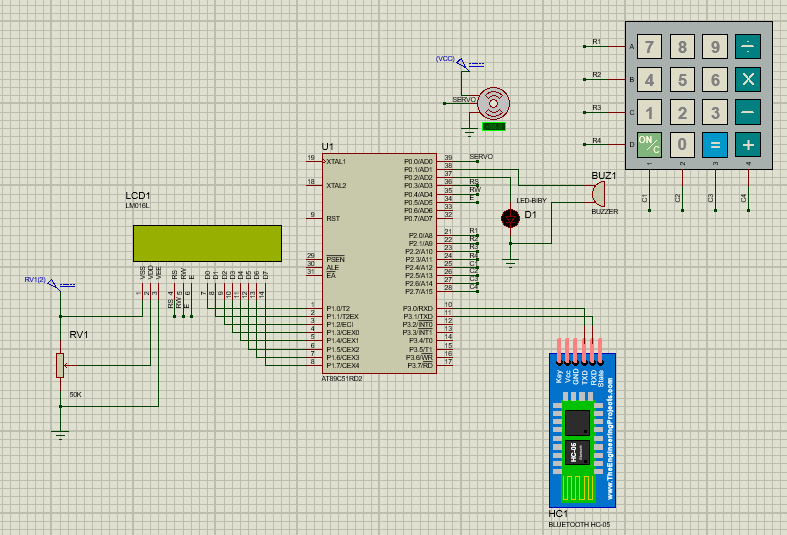 (VCC)
SERVO
R1
R2
R3
R4
A
B
C
D
7 8 9 ÷
4 5 6 ×
1 2 3 −
ON/C 0 = +
1 2 3 4
C1 C2 C3 C4
LCD1
LM016L
VSS VDD VEE
RS RW E
D0 D1 D2 D3 D4 D5 D6 D7
1 2 3
4 5 6
7 8 9 10 11 12 13 14
RS RW E
RV1(2)
RV1
50K
U1
19 XTAL1
18 XTAL2
9 RST
29 PSEN
30 ALE
31 EA
1 P1.0/T2
2 P1.1/T2EX
3 P1.2/ECI
4 P1.3/CEX0
5 P1.4/CEX1
6 P1.5/CEX2
7 P1.6/CEX3
8 P1.7/CEX4
P0.0/AD0 39 SERVO
P0.1/AD1 38
P0.2/AD2 37
P0.3/AD3 36 RS
P0.4/AD4 35 RW
P0.5/AD5 34 E
P0.6/AD6 33
P0.7/AD7 32
P2.0/A8 21 R1
P2.1/A9 22 R2
P2.2/A10 23 R3
P2.3/A11 24 R4
P2.4/A12 25 C1
P2.5/A13 26 C2
P2.6/A14 27 C3
P2.7/A15 28 C4
P3.0/RXD 10
P3.1/TXD 11
P3.2/INT0 12
P3.3/INT1 13
P3.4/T0 14
P3.5/T1 15
P3.6/WR 16
P3.7/RD 17
AT89C51RD2
LED-BIBY
D1
BUZ1
BUZZER
Key Vcc GND TXD RXD State
HC-05
www.TheEngineeringProjects.com
HC1
BLUETOOTH HC-05